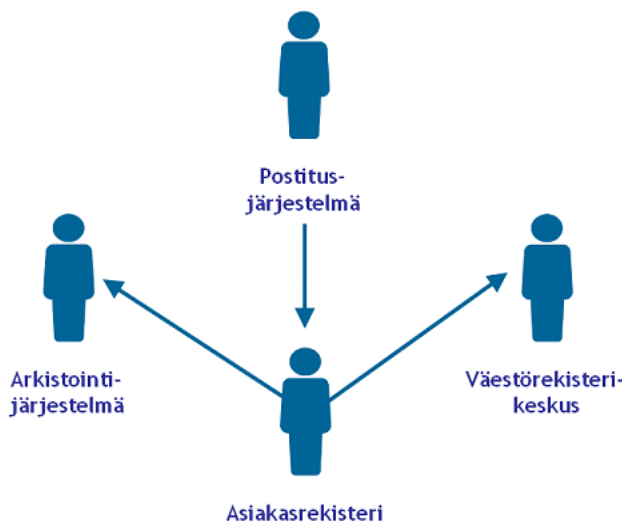 Postitus-
järjestelmä
Arkistointi-
järjestelmä
Väestörekisteri-
keskus
Asiakasrekisteri